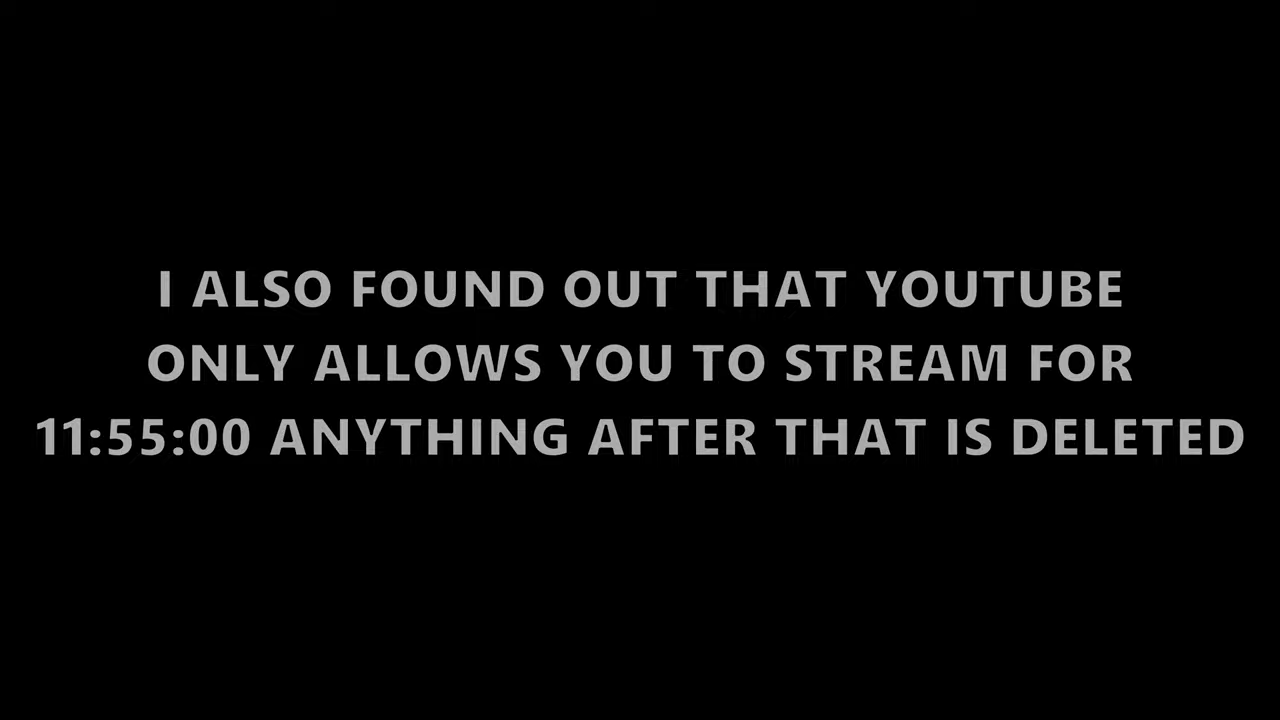 I ALSO FOUND OUT THAT YOUTUBE
ONLY ALLOWS YOU TO STREAM FOR
11:55:00 ANYTHING AFTER THAT IS DELETED